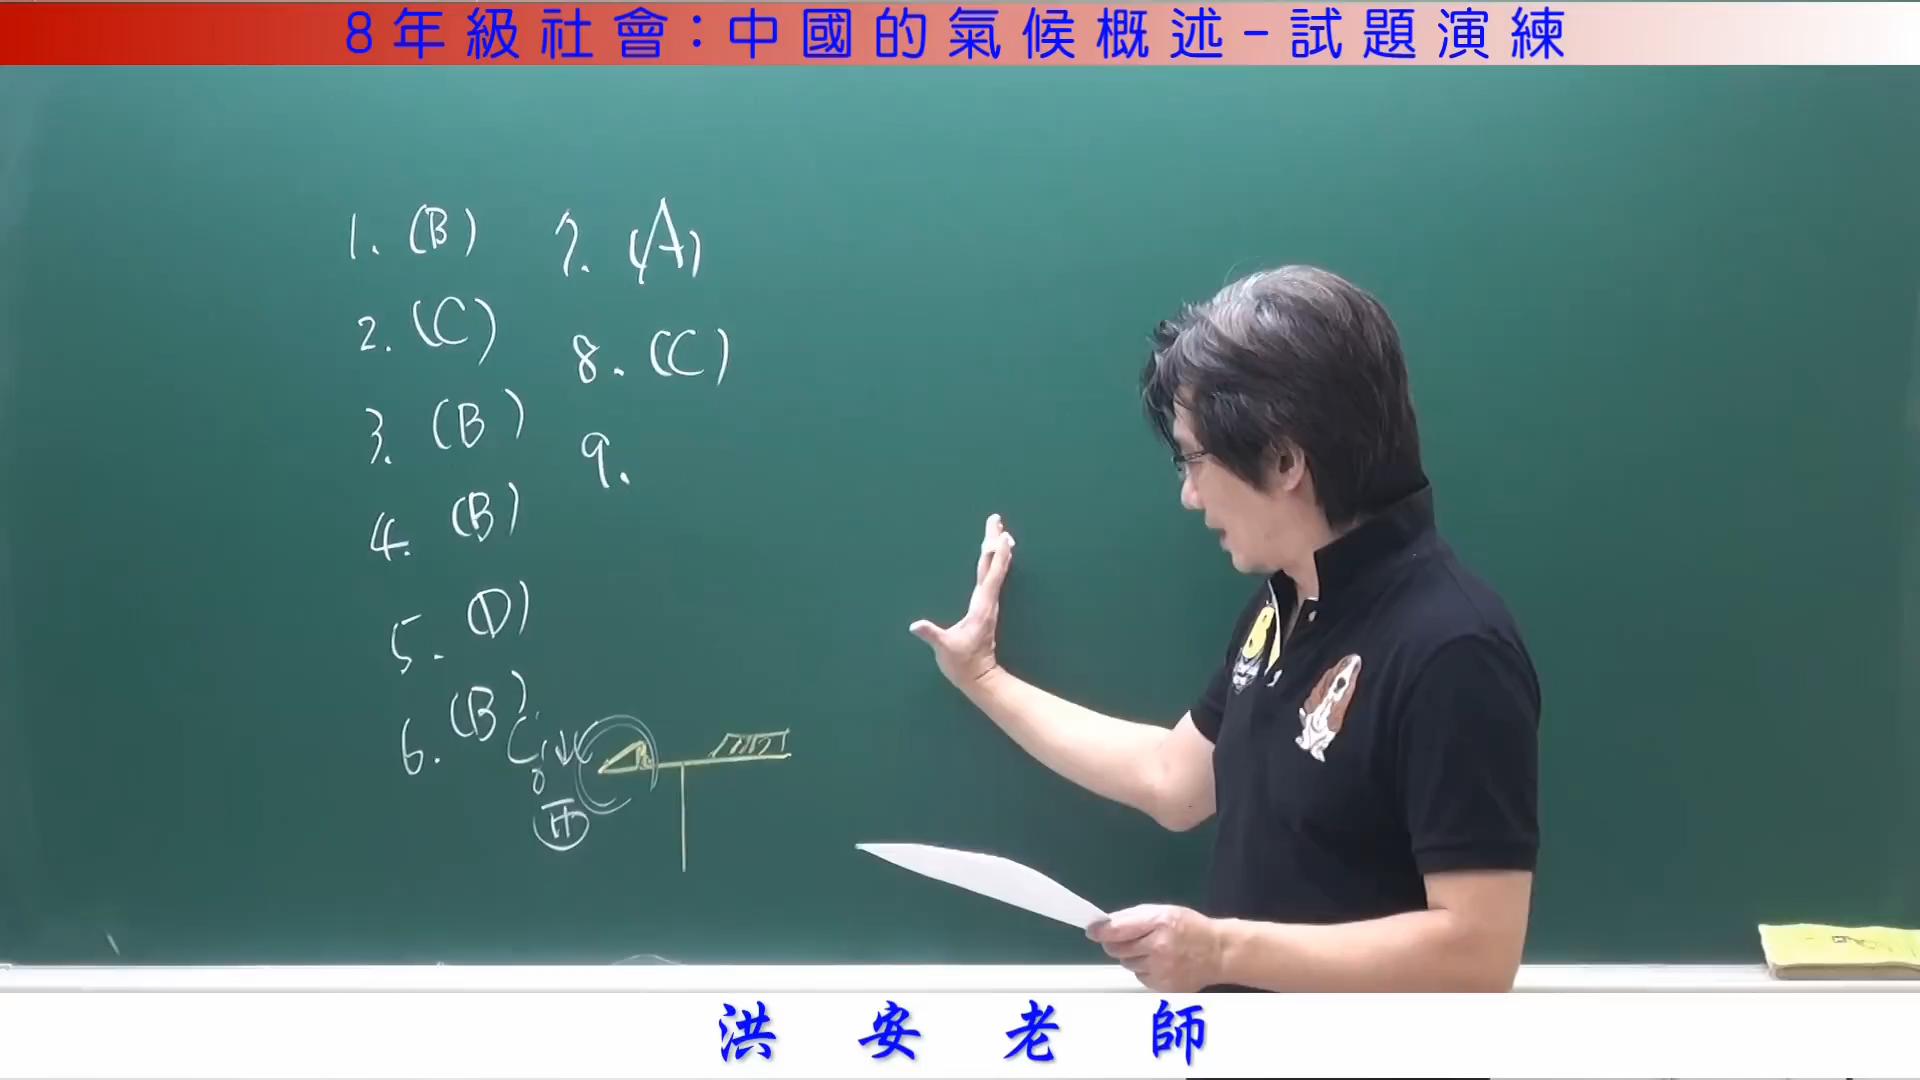 8年級社會:中國的氣候概述-試題演練
1. (B)
2. (C)
3. (B)
4. (B)
5. (D)
6. (B)
7. (A)
8. (C)
9.
洪安老師